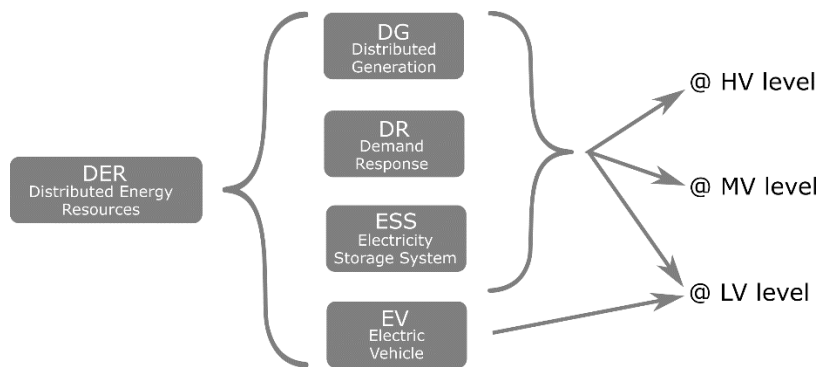 DER
Distributed Energy
Resources
DG
Distributed
Generation
DR
Demand
Response
ESS
Electricity
Storage System
EV
Electric
Vehicle
@ HV level
@ MV level
@ LV level